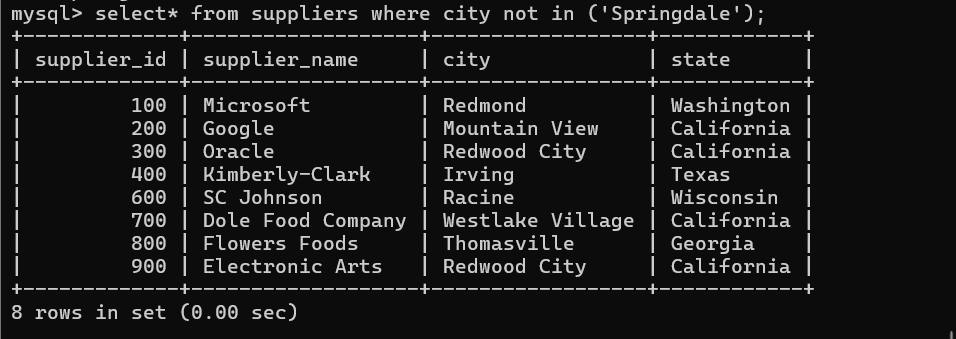 mysql> select* from suppliers where city not in ('Springdale');
+-------------+-------------------+------------------+------------+
| supplier_id | supplier_name     | city             | state      |
+-------------+-------------------+------------------+------------+
|         100 | Microsoft         | Redmond          | Washington |
|         200 | Google            | Mountain View    | California |
|         300 | Oracle            | Redwood City     | California |
|         400 | Kimberly-Clark    | Irving           | Texas      |
|         600 | SC Johnson        | Racine           | Wisconsin  |
|         700 | Dole Food Company | Westlake Village | California |
|         800 | Flowers Foods     | Thomasville      | Georgia    |
|         900 | Electronic Arts   | Redwood City     | California |
+-------------+-------------------+------------------+------------+
8 rows in set (0.00 sec)